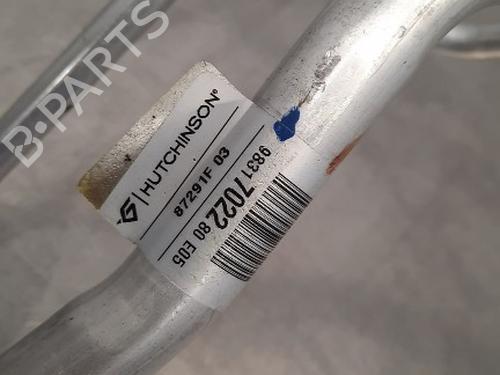 HUTCHINSON®
87291F 03
9831 7022 80 E05
B-PARTS